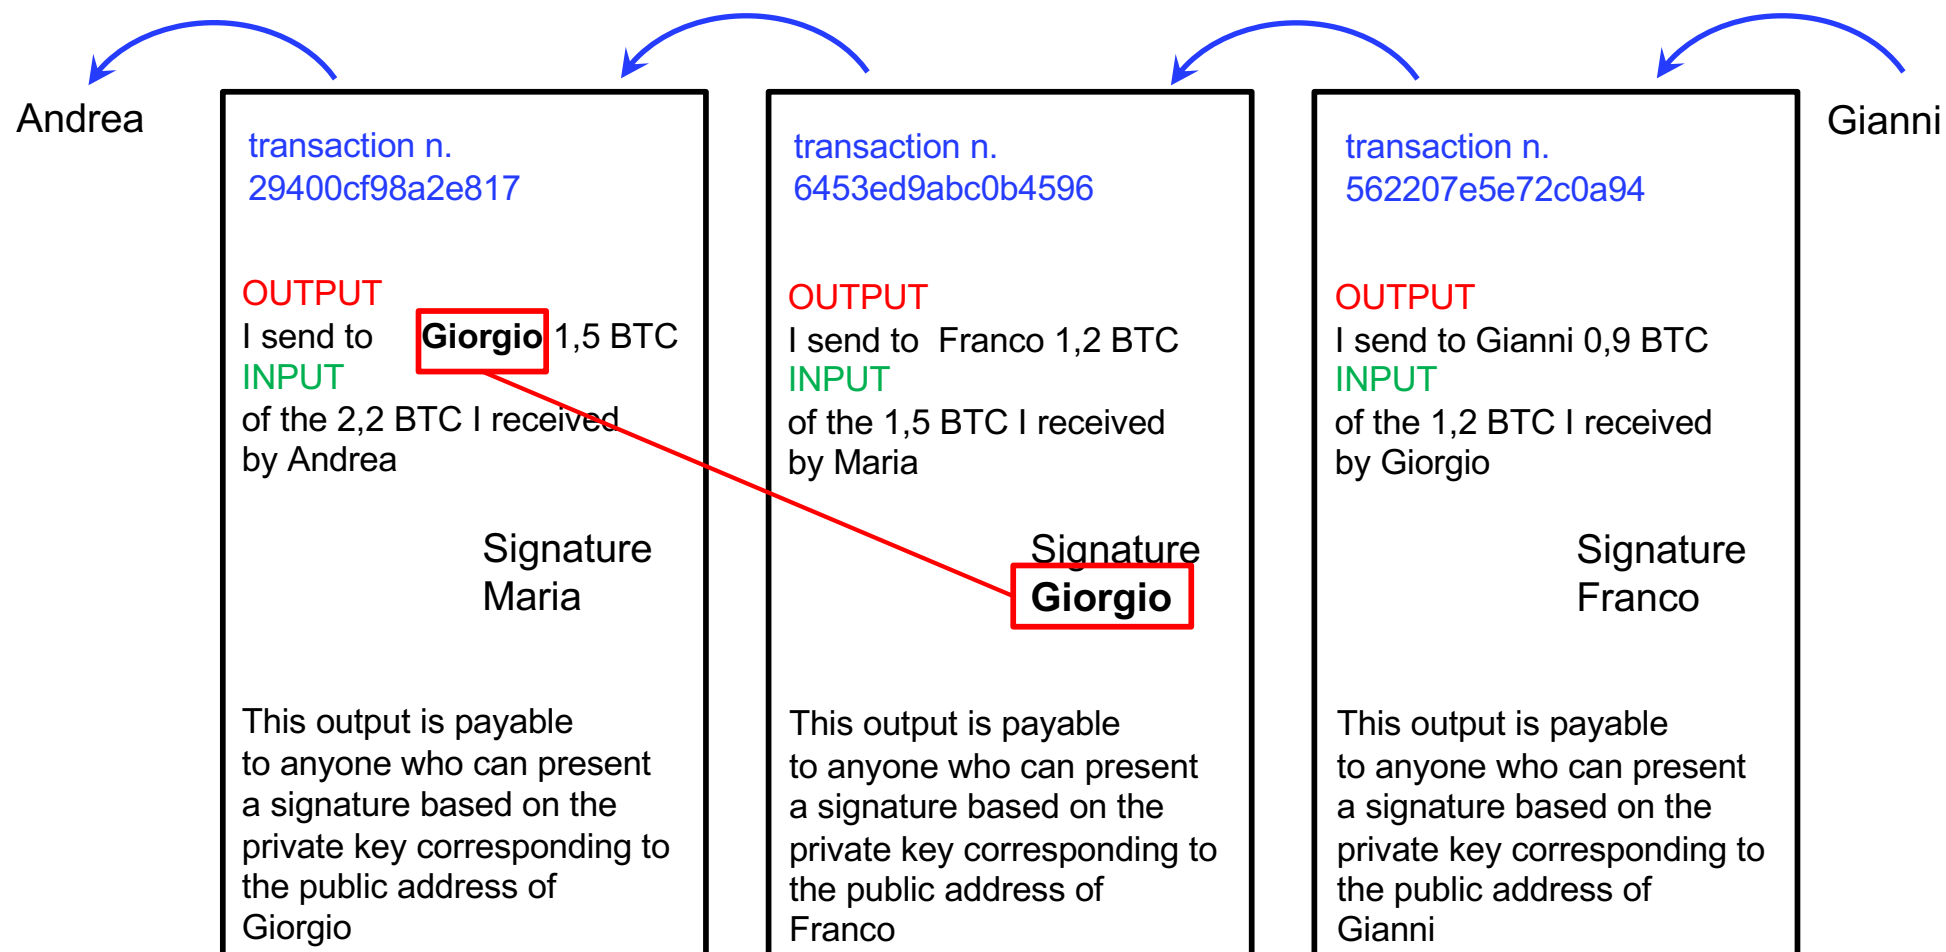 Andrea
transaction n.
29400cf98a2e817
OUTPUT
I send to Giorgio 1,5 BTC
INPUT
of the 2,2 BTC I received
by Andrea
Signature
Maria
This output is payable
to anyone who can present
a signature based on the
private key corresponding to
the public address of
Giorgio
transaction n.
6453ed9abc0b4596
OUTPUT
I send to Franco 1,2 BTC
INPUT
of the 1,5 BTC I received
by Maria
Signature
Giorgio
This output is payable
to anyone who can present
a signature based on the
private key corresponding to
the public address of
Franco
transaction n.
562207e5e72c0a94
OUTPUT
I send to Gianni 0,9 BTC
INPUT
of the 1,2 BTC I received
by Giorgio
Signature
Franco
This output is payable
to anyone who can present
a signature based on the
private key corresponding to
the public address of
Gianni
Gianni